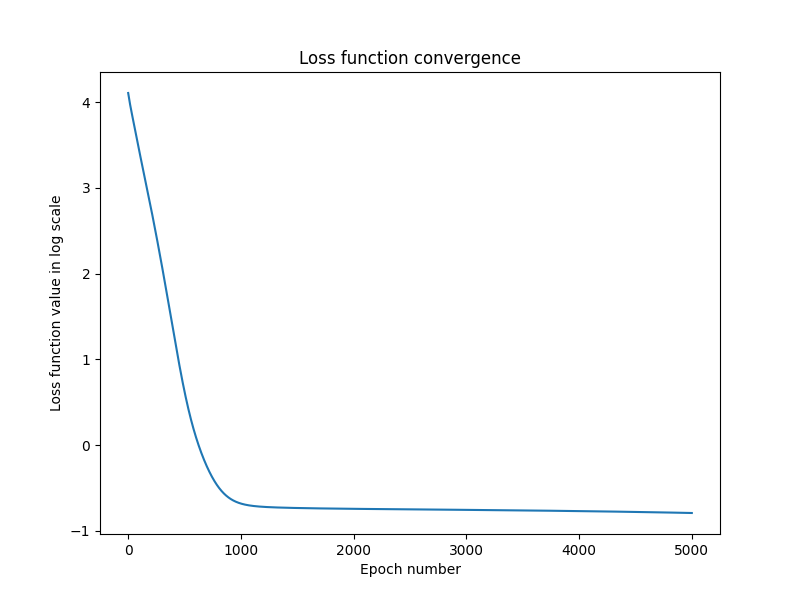 Loss function convergence
Loss function value in log scale
4
3
2
1
0
−1
0 1000 2000 3000 4000 5000
Epoch number